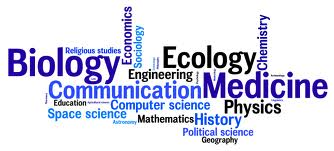 Religious studies
Economics
Sociology
Biology
Ecology
Chemistry
Engineering
Communication
Medicine
Education
Computer science
Physics
Space science
Astronomy
Mathematics
History
Political science
Geography